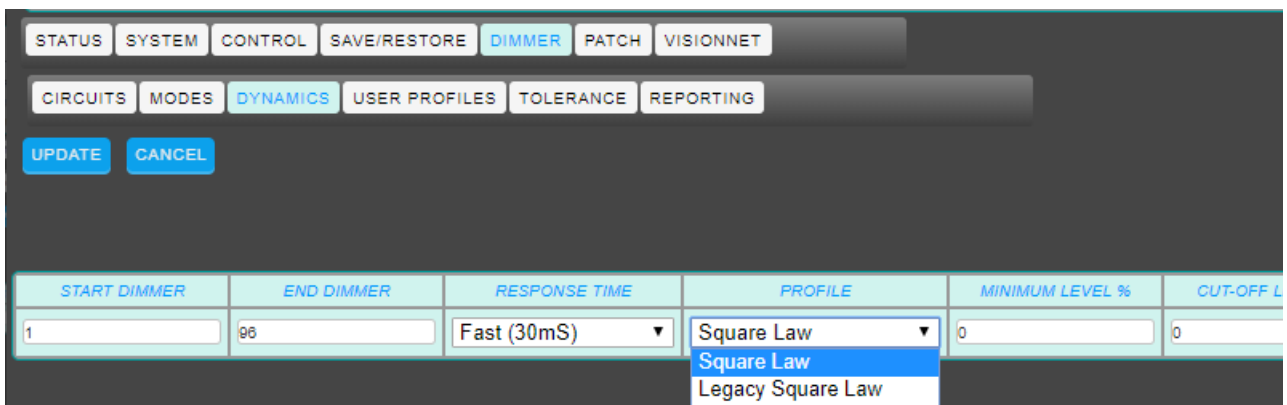 STATUS SYSTEM CONTROL SAVE/RESTORE DIMMER PATCH VISIONNET
CIRCUITS MODES DYNAMICS USER PROFILES TOLERANCE REPORTING
UPDATE CANCEL
START DIMMER END DIMMER RESPONSE TIME PROFILE MINIMUM LEVEL % CUT-OFF L
1 96 Fast (30mS) Square Law 0 0
Square Law
Legacy Square Law